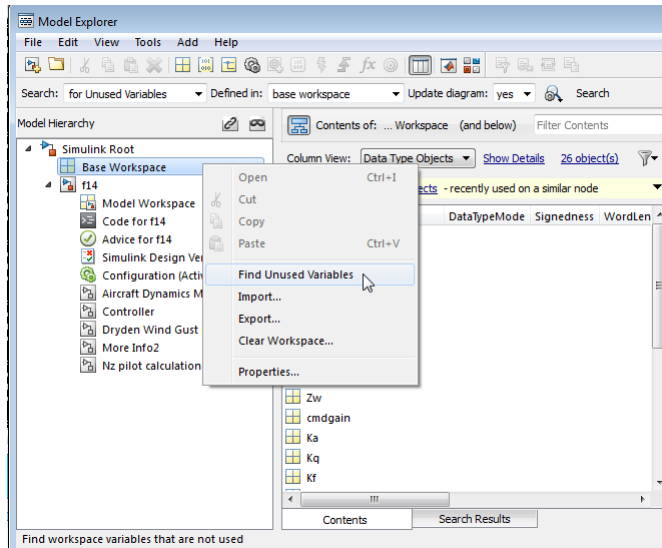 Model Explorer
File Edit View Tools Add Help
fx
Search: for Unused Variables Defined in: base workspace Update diagram: yes Search
Model Hierarchy
Contents of: ... Workspace (and below) Filter Contents
Simulink Root
Column View: Data Type Objects Show Details 26 object(s)
Base Workspace
Open Ctrl+I
f14
- recently used on a similar node
Model Workspace
Cut
DataTypeMode Signedness WordLen
Code for f14
Copy
Advice for f14
Paste Ctrl+V
Simulink Design Ve
Find Unused Variables
Configuration (Activ
Import...
Aircraft Dynamics M
Export...
Controller
Clear Workspace...
Dryden Wind Gust
More Info2
Properties...
Nz pilot calculation
Zw
cmdgain
Ka
Kq
Kf
Contents Search Results
Find workspace variables that are not used